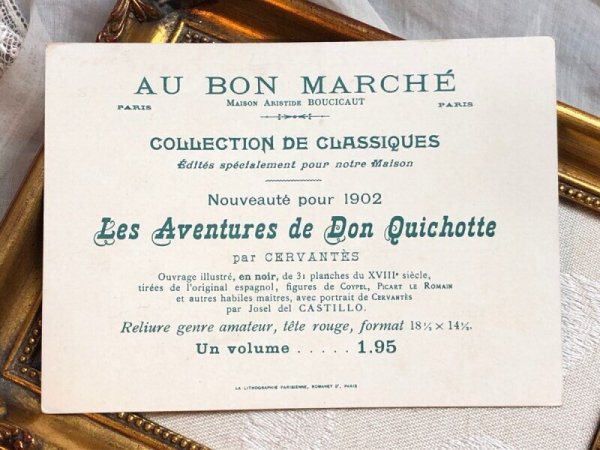 AU BON MARCHÉ
PARIS Maison Aristide BOUCICAUT PARIS
COLLECTION DE CLASSIQUES
Édités spécialement pour notre Maison
Nouveauté pour 1902
Les Aventures de Don Quichotte
par CERVANTÈS
Ouvrage illustré, en noir, de 31 planches du XVIIIe siècle,
tirées de l'original espagnol, figures de Coypel, Picart le Romain
et autres habiles maîtres, avec portrait de Cervantès
par Josel del CASTILLO.
Reliure genre amateur, tête rouge, format 18½ × 14½.
Un volume ..... 1.95
LA LITHOGRAPHIE PARISIENNE, ROMANET Dr, PARIS